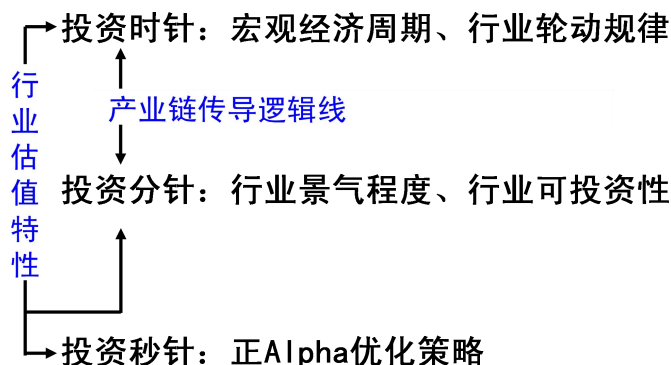 投资时针：宏观经济周期、行业轮动规律
产业链传导逻辑线
行业估值特性
投资分针：行业景气程度、行业可投资性
投资秒针：正Alpha优化策略